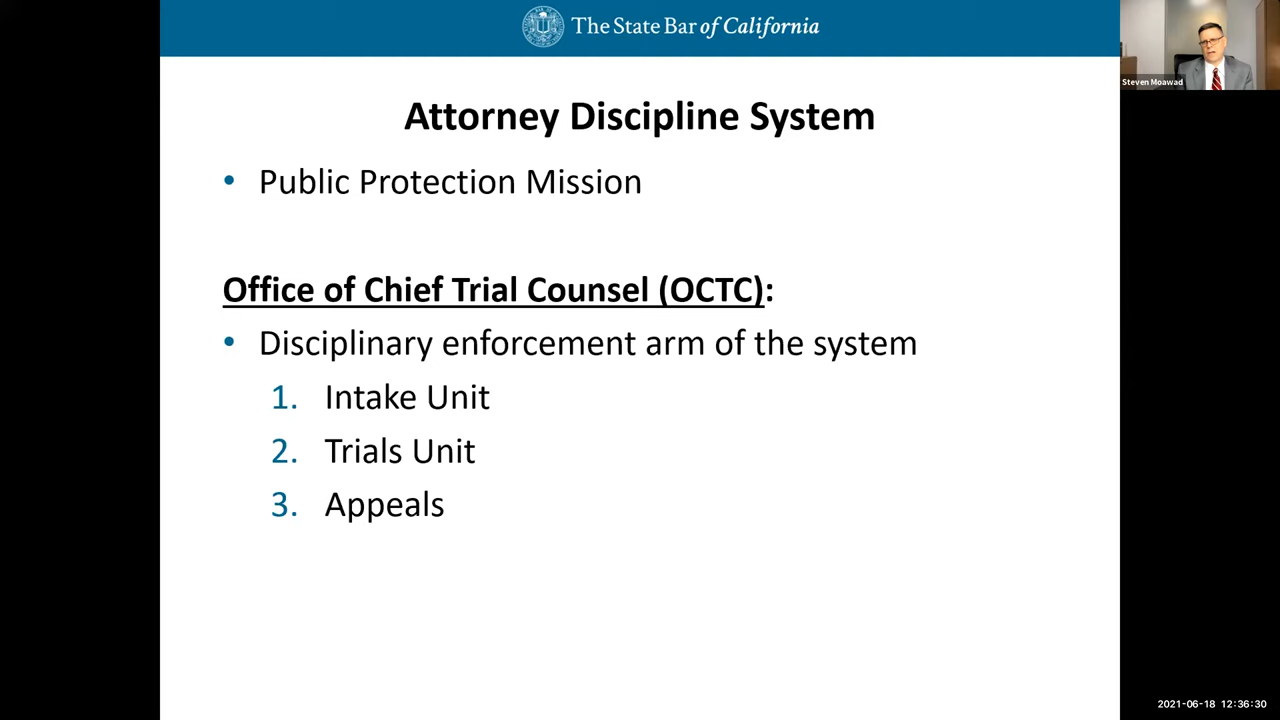 The State Bar of California
Steven Moawad
Attorney Discipline System
• Public Protection Mission
Office of Chief Trial Counsel (OCTC):
• Disciplinary enforcement arm of the system
1. Intake Unit
2. Trials Unit
3. Appeals
2021-06-18 12:36:30